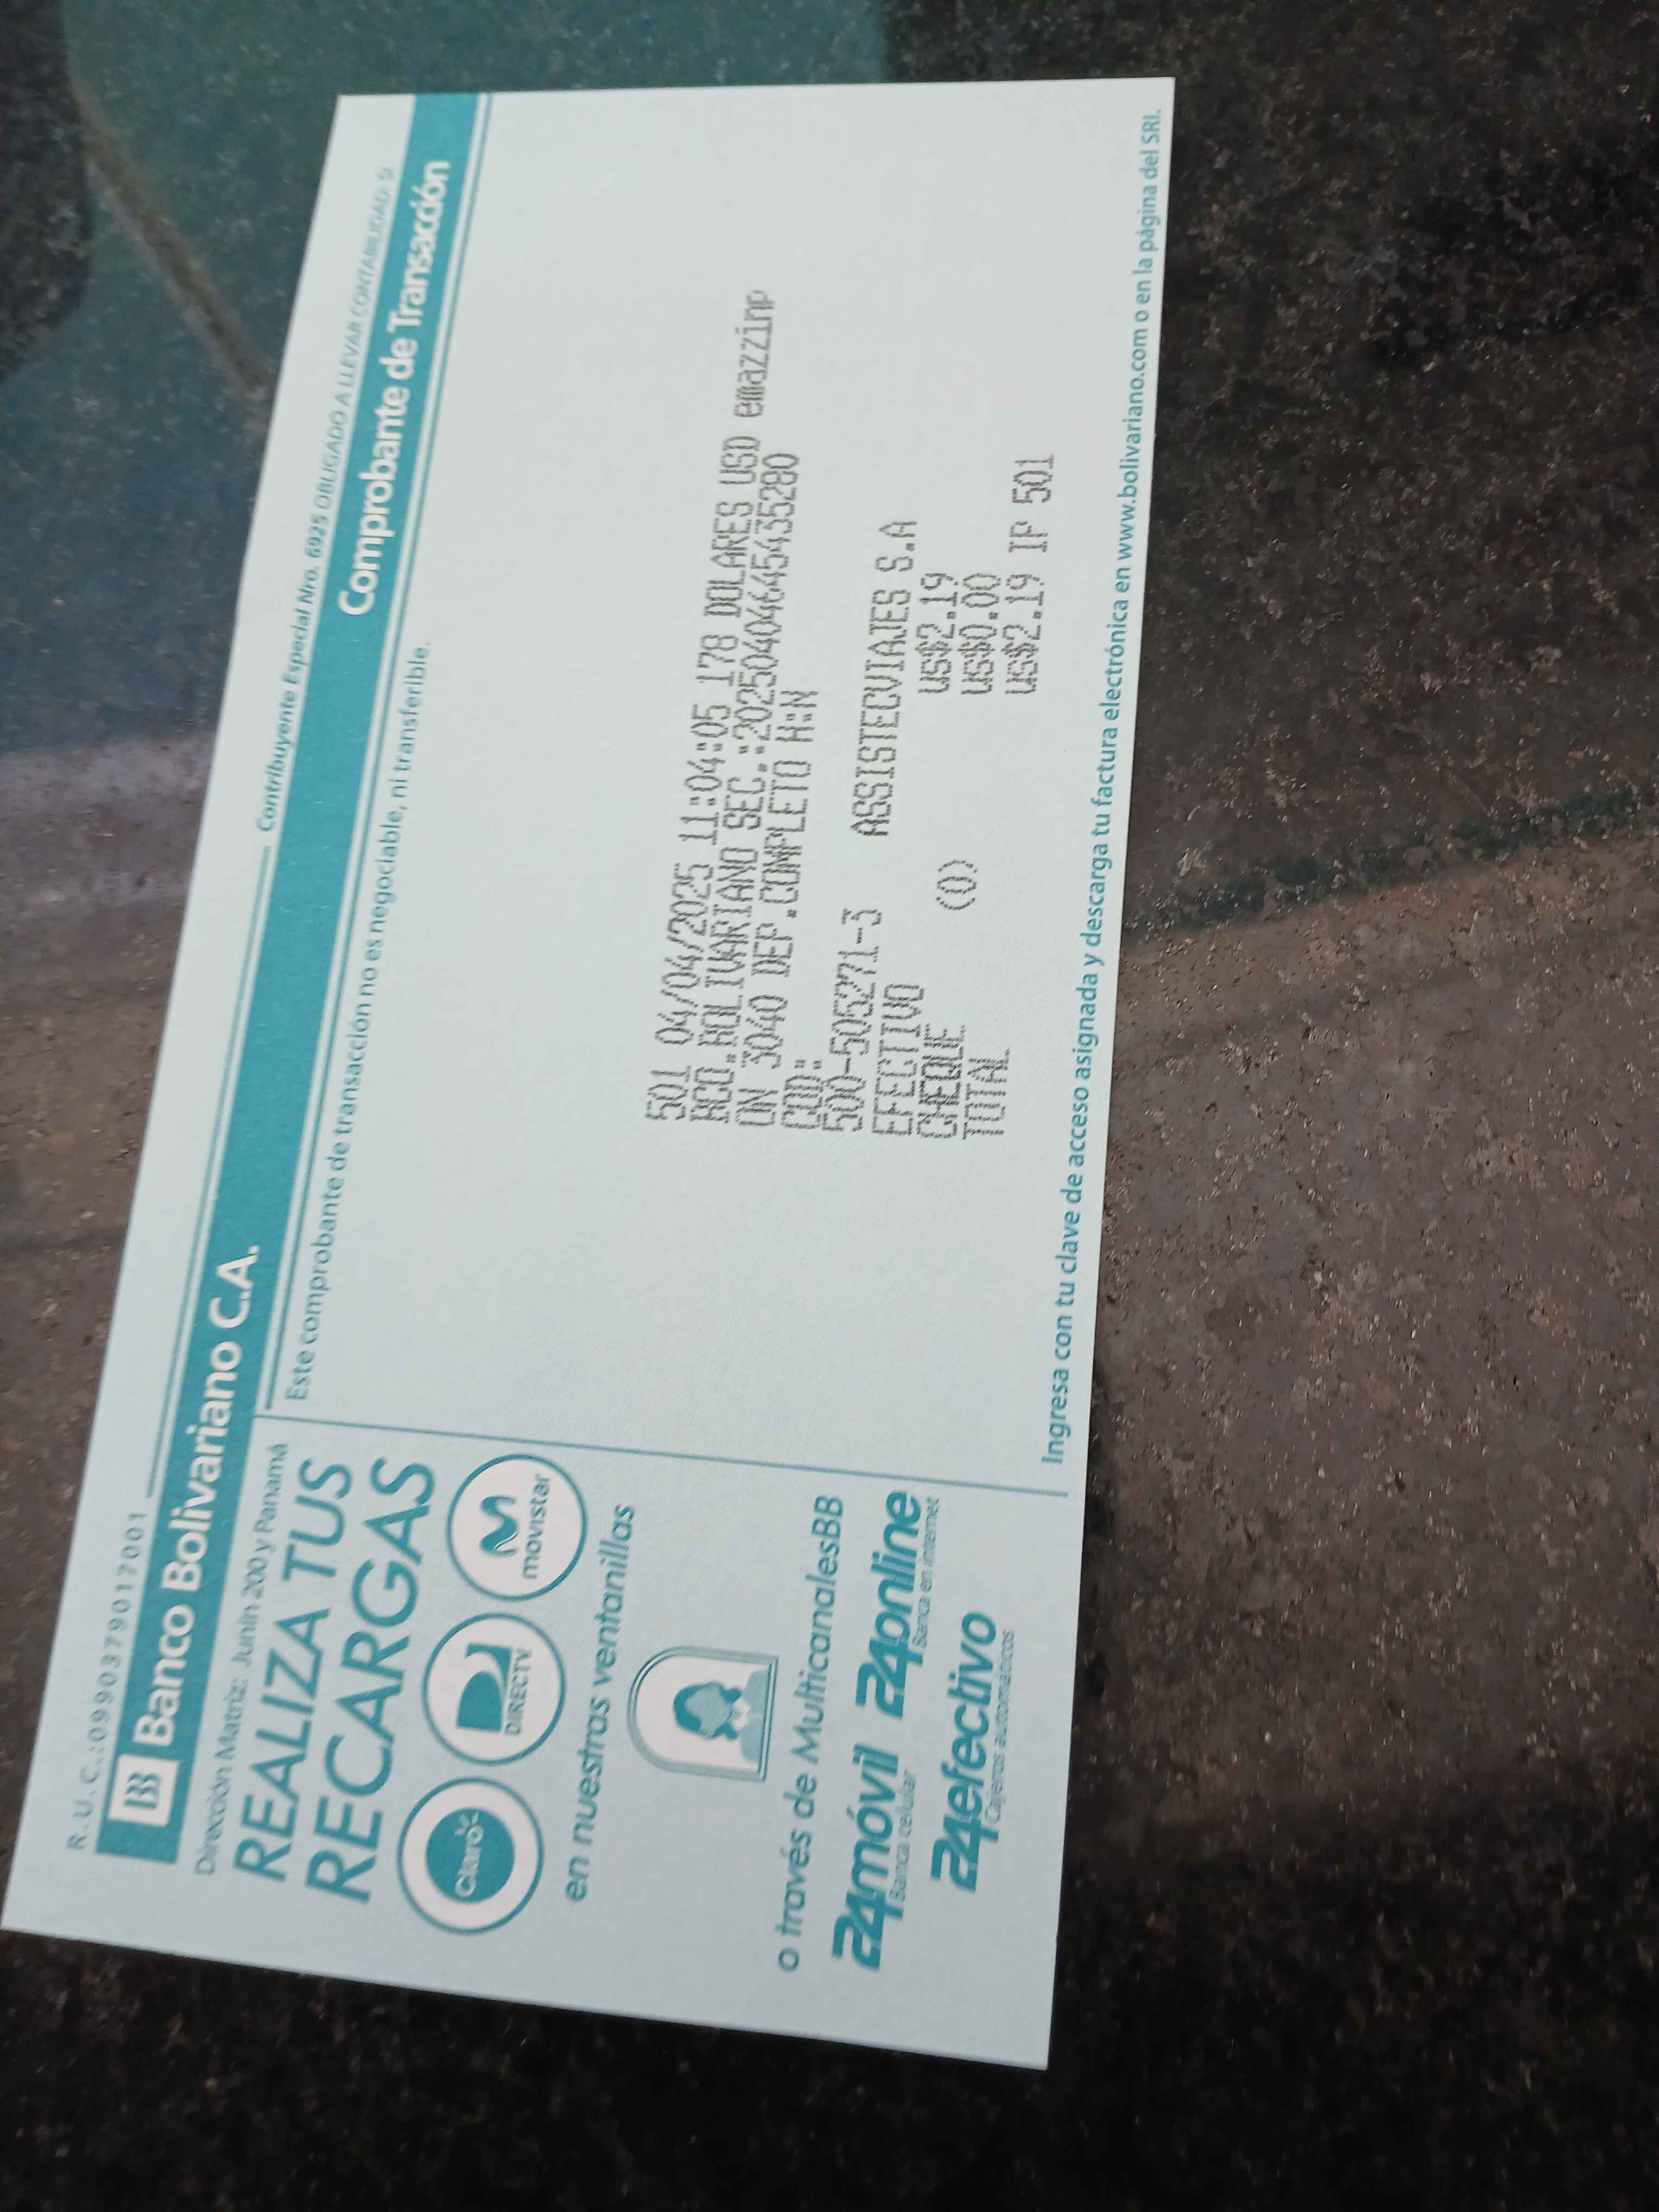 R.U.C.:0990379017001
Contribuyente Especial Nro. 6925 OBLIGADO A LLEVAR CONTABILIDAD: SI
Banco Bolivariano C.A.
Comprobante de Transacción
Dirección Matriz: Junín 200 y Panamá
Este comprobante de transacción no es negociable, ni transferible.
REALIZA TUS
RECARGAS
Claro
DIRECTV
movistar
en nuestras ventanillas
o través de MulticanalesBB
24móvil
Banca celular
24online
Banca en internet
24efectivo
Cajeros automáticos
501 04/04/2025 11:04:05 178 DOLARES USD emazzinp
BCO.BOLIVARIANO SEC.:20250404645435280
ON 3040 DEP.COMPLETO H:N
COD:
ASSISTECVIAJES S.A
EFECTIVO US$2.19
CHEQUE (0) US$0.00
TOTAL US$2.19 IP 501
Ingresa con tu clave de acceso asignada y descarga tu factura electrónica en www.bolivariano.com o en la página del SRI.